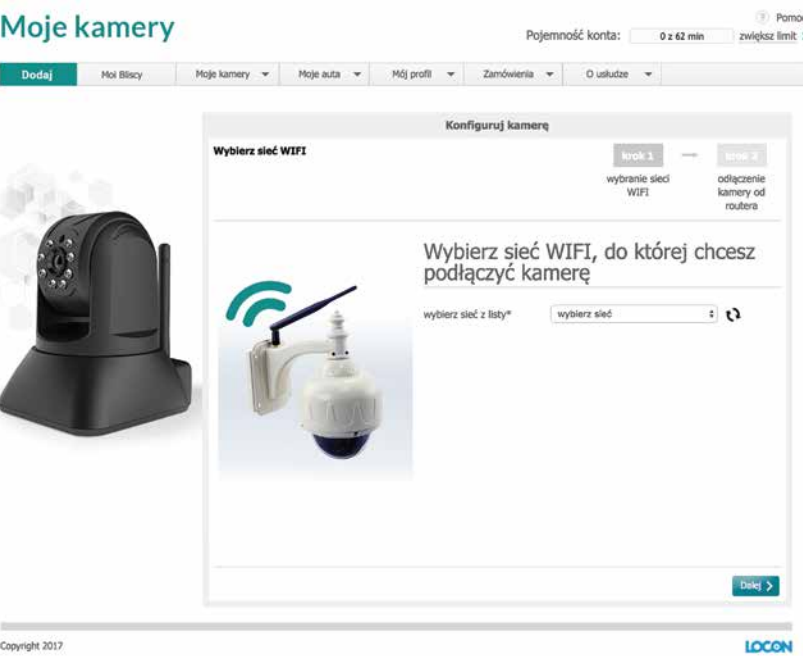 Moje kamery
Pomoc
Pojemność konta: 0 z 62 min zwiększ limit
Dodaj Moi Bliscy Moje kamery Moje auta Mój profil Zamówienia O usłudze
Konfiguruj kamerę
Wybierz sieć WIFI
krok 1 krok 2
wybranie sieci
WIFI
odłączenie
kamery od
routera
Wybierz sieć WIFI, do której chcesz
podłączyć kamerę
wybierz sieć z listy* wybierz sieć
Dalej
Copyright 2017
LOCON